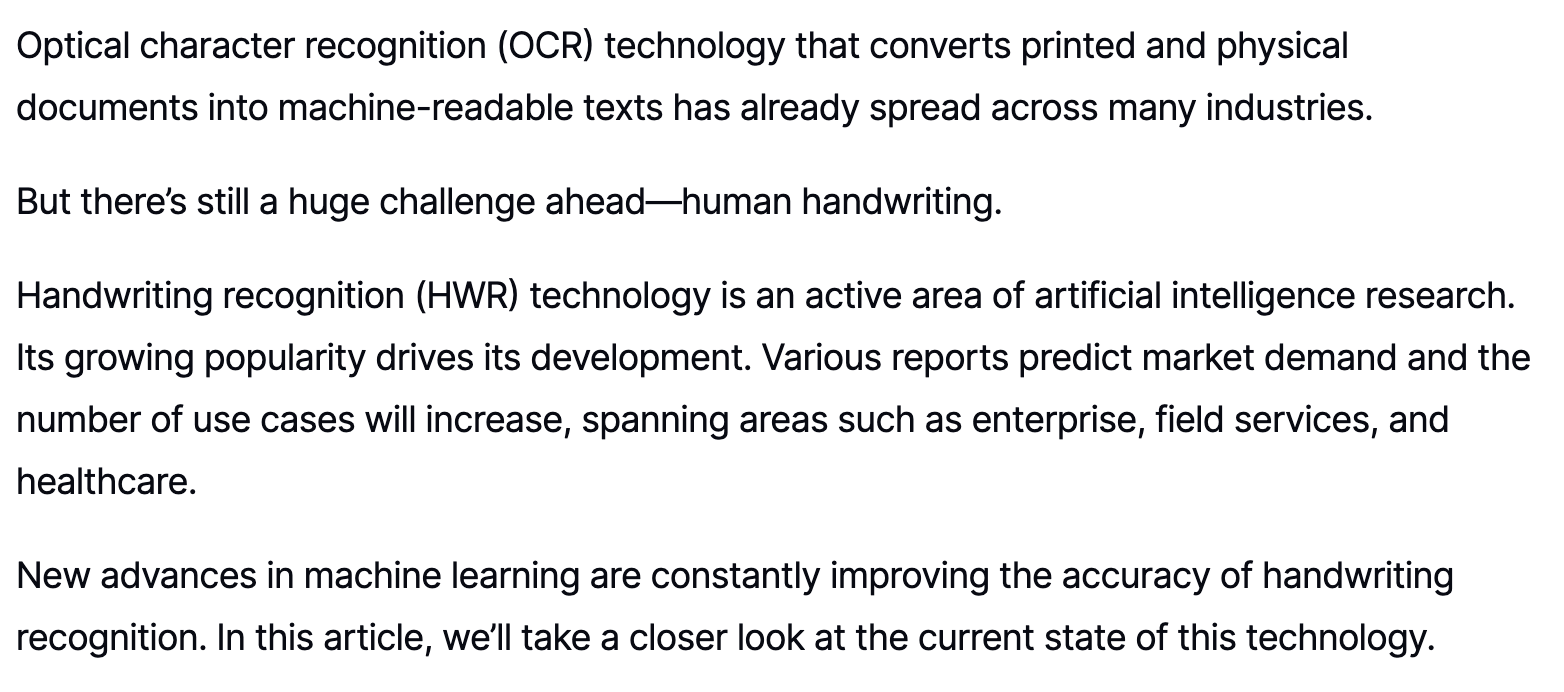 Optical character recognition (OCR) technology that converts printed and physical
documents into machine-readable texts has already spread across many industries.
But there’s still a huge challenge ahead—human handwriting.
Handwriting recognition (HWR) technology is an active area of artificial intelligence research.
Its growing popularity drives its development. Various reports predict market demand and the
number of use cases will increase, spanning areas such as enterprise, field services, and
healthcare.
New advances in machine learning are constantly improving the accuracy of handwriting
recognition. In this article, we’ll take a closer look at the current state of this technology.